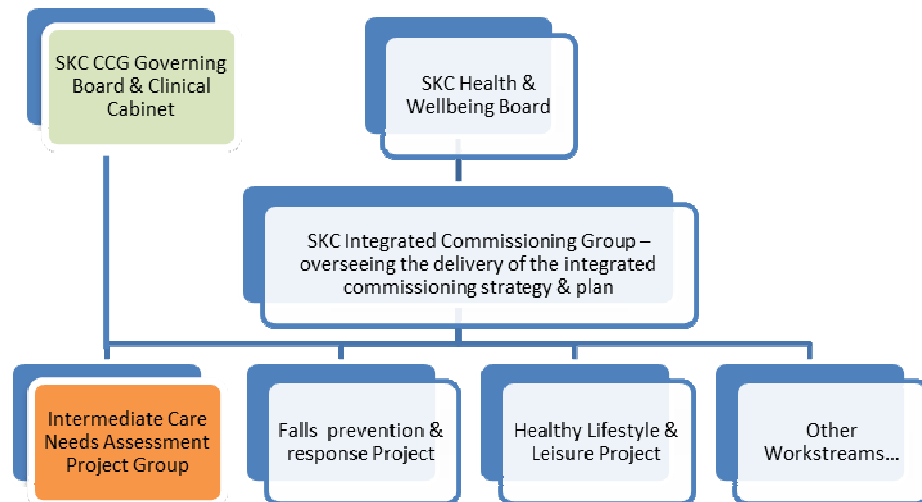 SKC CCG Governing
Board & Clinical
Cabinet
SKC Health &
Wellbeing Board
SKC Integrated Commissioning Group –
overseeing the delivery of the integrated
commissioning strategy & plan
Intermediate Care
Needs Assessment
Project Group
Falls prevention &
response Project
Healthy Lifestyle &
Leisure Project
Other
Workstreams...